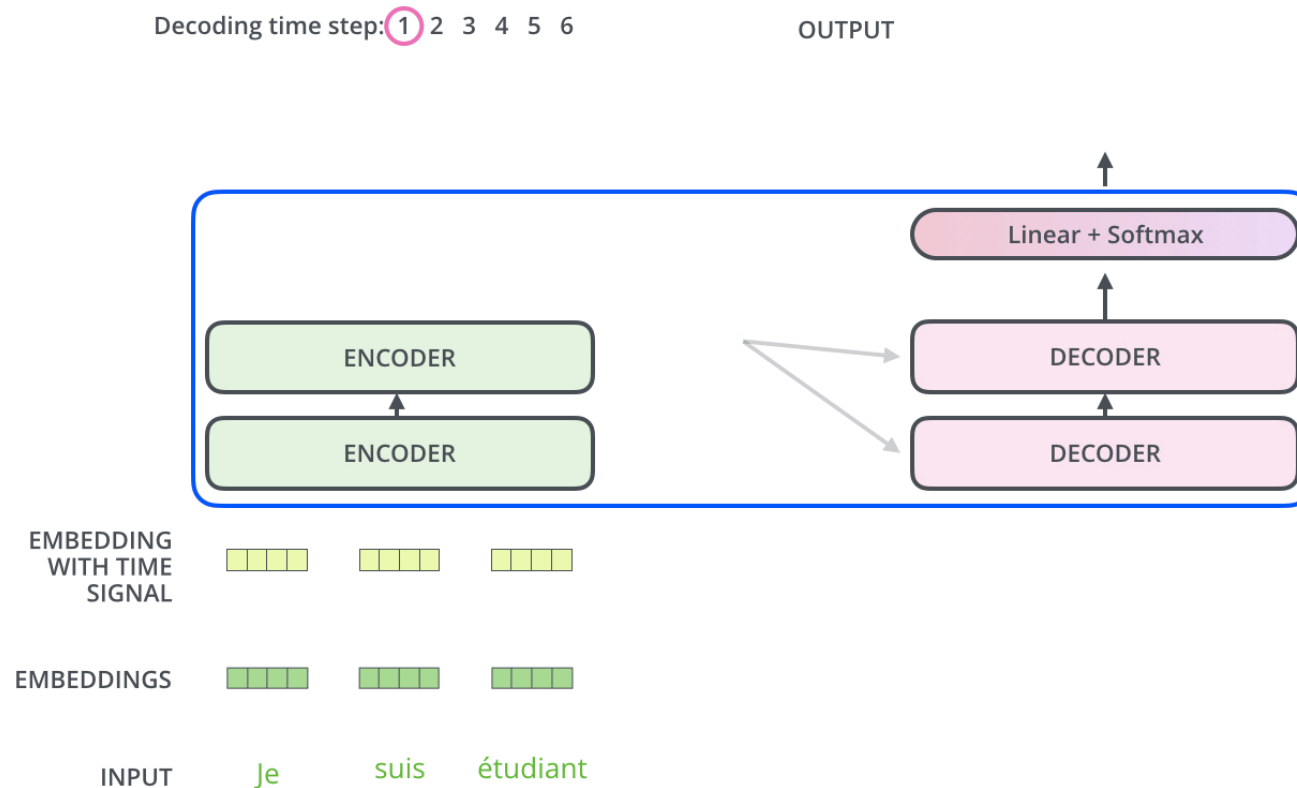 Decoding time step: 1 2 3 4 5 6
OUTPUT
Linear + Softmax
ENCODER
DECODER
ENCODER
DECODER
EMBEDDING
WITH TIME
SIGNAL
EMBEDDINGS
INPUT Je suis étudiant